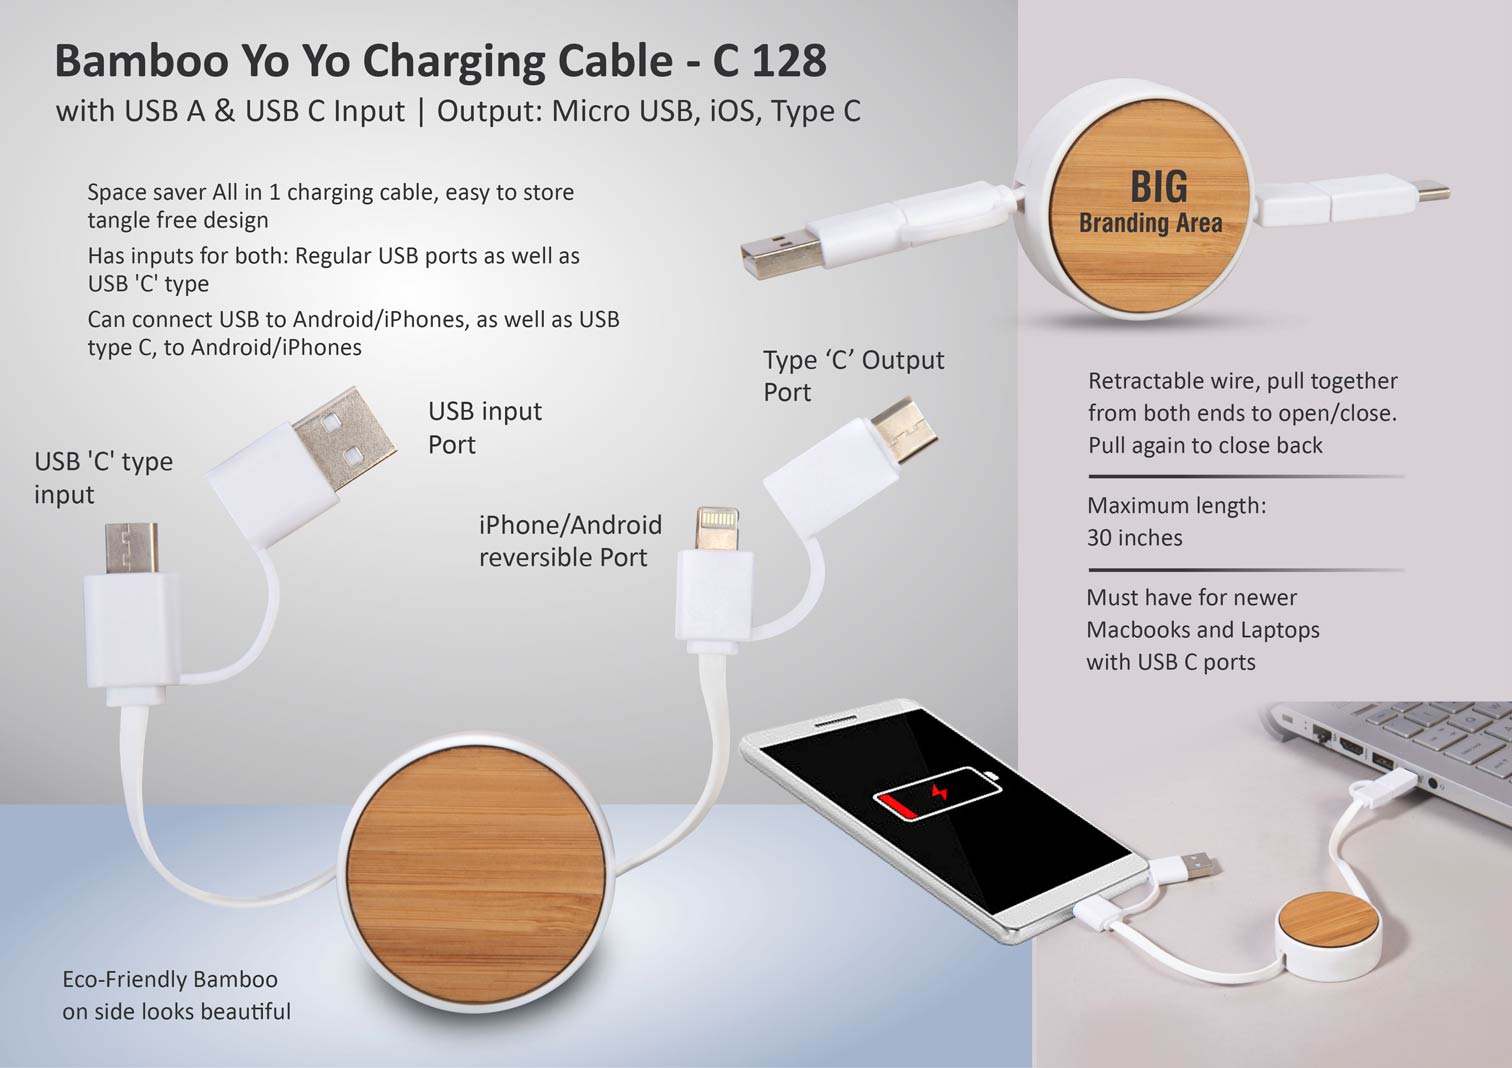 Bamboo Yo Yo Charging Cable - C 128
with USB A & USB C Input | Output: Micro USB, iOS, Type C
Space saver All in 1 charging cable, easy to store
tangle free design
Has inputs for both: Regular USB ports as well as
USB 'C' type
Can connect USB to Android/iPhones, as well as USB
type C, to Android/iPhones
BIG
Branding Area
Type ‘C’ Output
Port
USB input
Port
USB 'C' type
input
iPhone/Android
reversible Port
Retractable wire, pull together
from both ends to open/close.
Pull again to close back
Maximum length:
30 inches
Must have for newer
Macbooks and Laptops
with USB C ports
Eco-Friendly Bamboo
on side looks beautiful